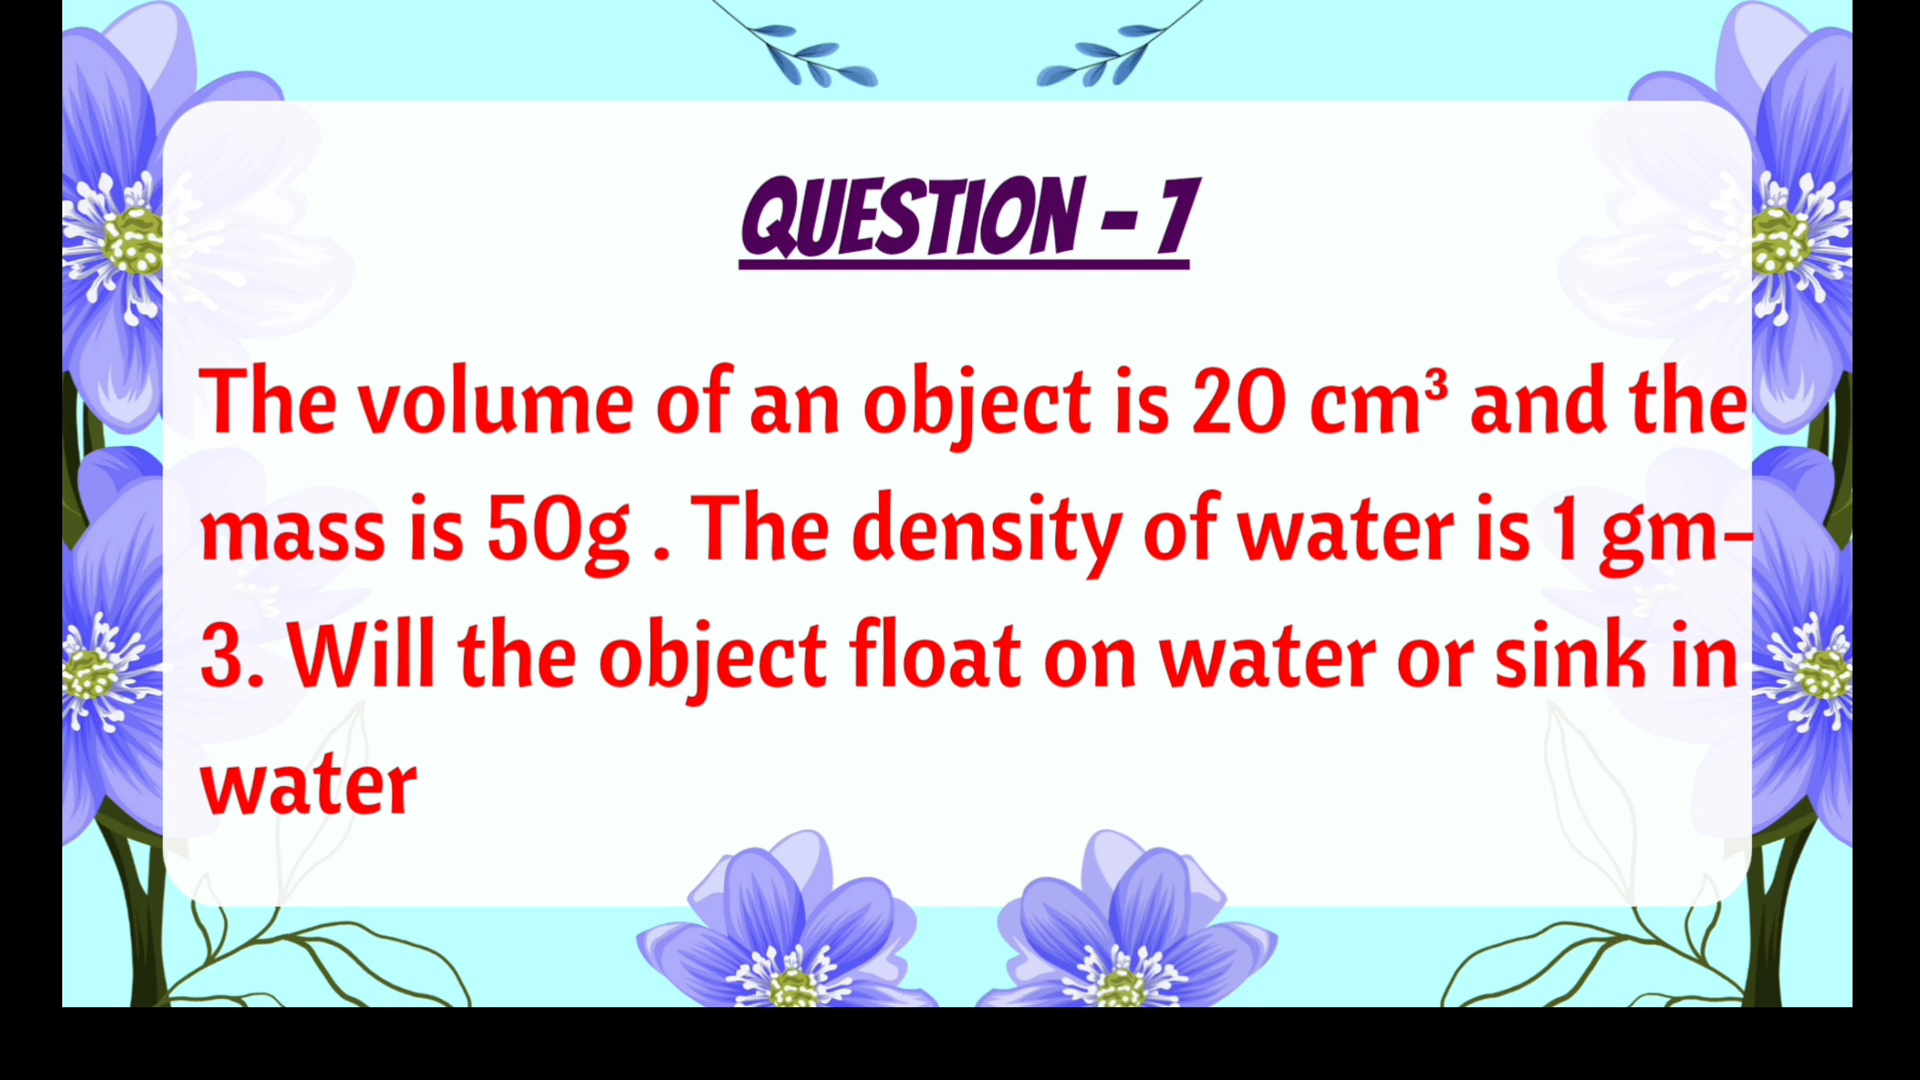 QUESTION - 7
The volume of an object is 20 cm³ and the
mass is 50g . The density of water is 1 gm-
3. Will the object float on water or sink in
water